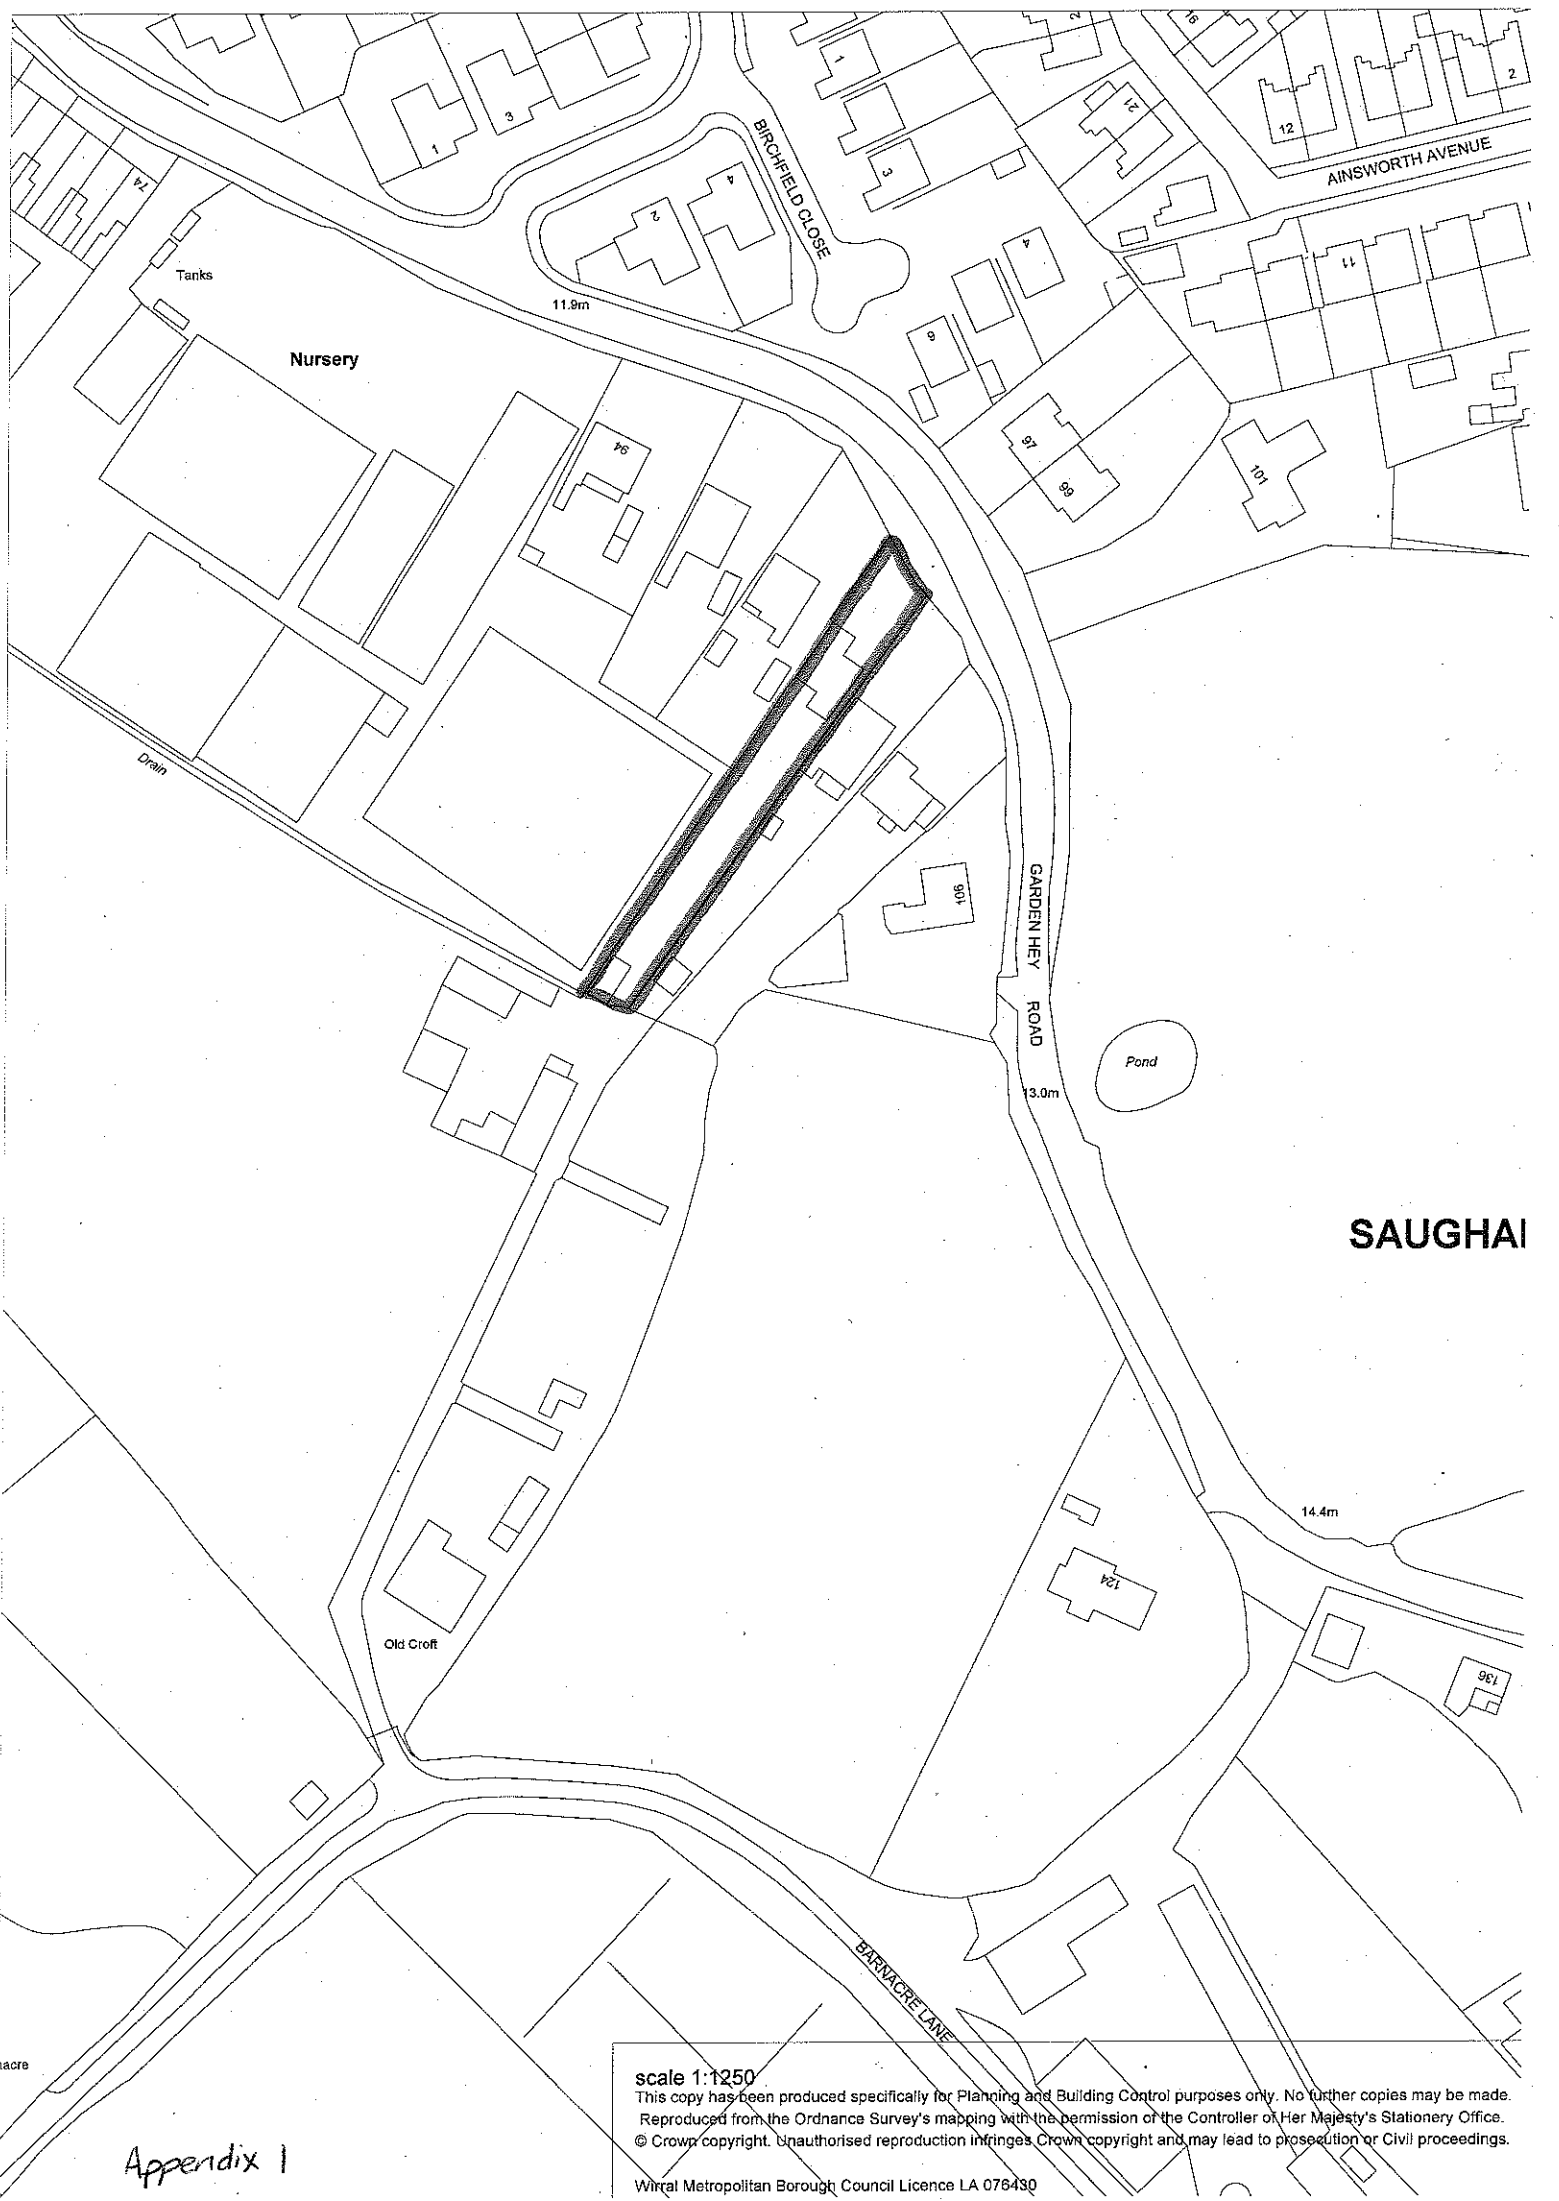 16
2
1
2
3
1
21
12
BIRCHFIELD CLOSE
3
AINSWORTH AVENUE
74
4
2
4
11
Tanks
11.9m
6
Nursery
94
97
99
101
Drain
106
GARDEN HEY ROAD
Pond
13.0m
SAUGHA
14.4m
124
Old Croft
136
BARNACRE LANE
nacre
scale 1:1250
This copy has been produced specifically for Planning and Building Control purposes only. No further copies may be made.
Reproduced from the Ordnance Survey's mapping with the permission of the Controller of Her Majesty's Stationery Office.
© Crown copyright. Unauthorised reproduction infringes Crown copyright and may lead to prosecution or Civil proceedings.
Wirral Metropolitan Borough Council Licence LA 076430
Appendix 1